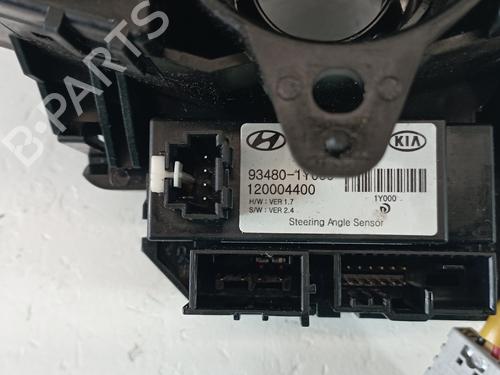 B-PARTS
KIA
93480-1Y000
120004400
H/W : VER 1.7
S/W : VER 2.4
1Y000
Steering Angle Sensor